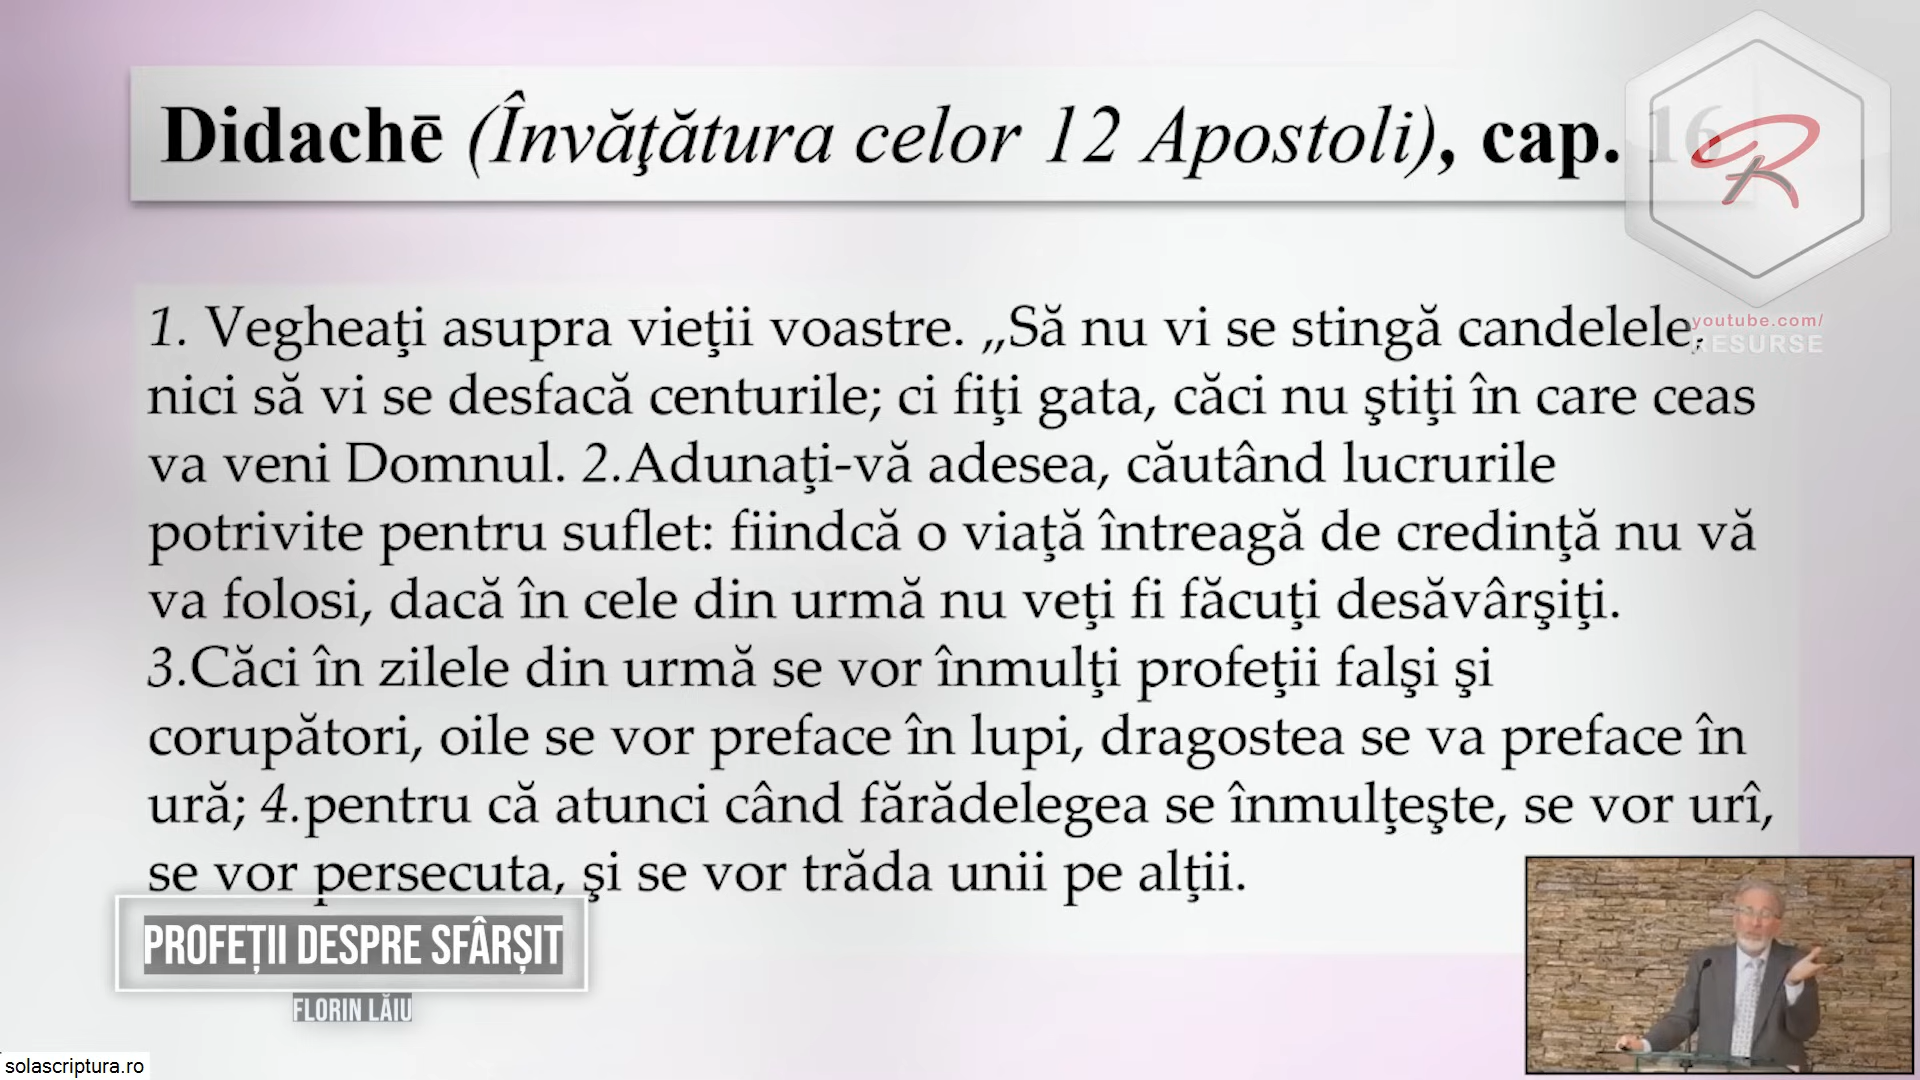 Didachē (Învăţătura celor 12 Apostoli), cap. 16
youtube.com/
RESURSE
1. Vegheaţi asupra vieţii voastre. „Să nu vi se stingă candelele,
nici să vi se desfacă centurile; ci fiţi gata, căci nu ştiţi în care ceas
va veni Domnul. 2.Adunaţi-vă adesea, căutând lucrurile
potrivite pentru suflet: fiindcă o viaţă întreagă de credinţă nu vă
va folosi, dacă în cele din urmă nu veţi fi făcuţi desăvârşiţi.
3.Căci în zilele din urmă se vor înmulţi profeţii falşi şi
corupători, oile se vor preface în lupi, dragostea se va preface în
ură; 4.pentru că atunci când fărădelegea se înmulţeşte, se vor urî,
se vor persecuta, şi se vor trăda unii pe alţii.
PROFEȚII DESPRE SFÂRȘIT
FLORIN LĂIU
solascriptura.ro